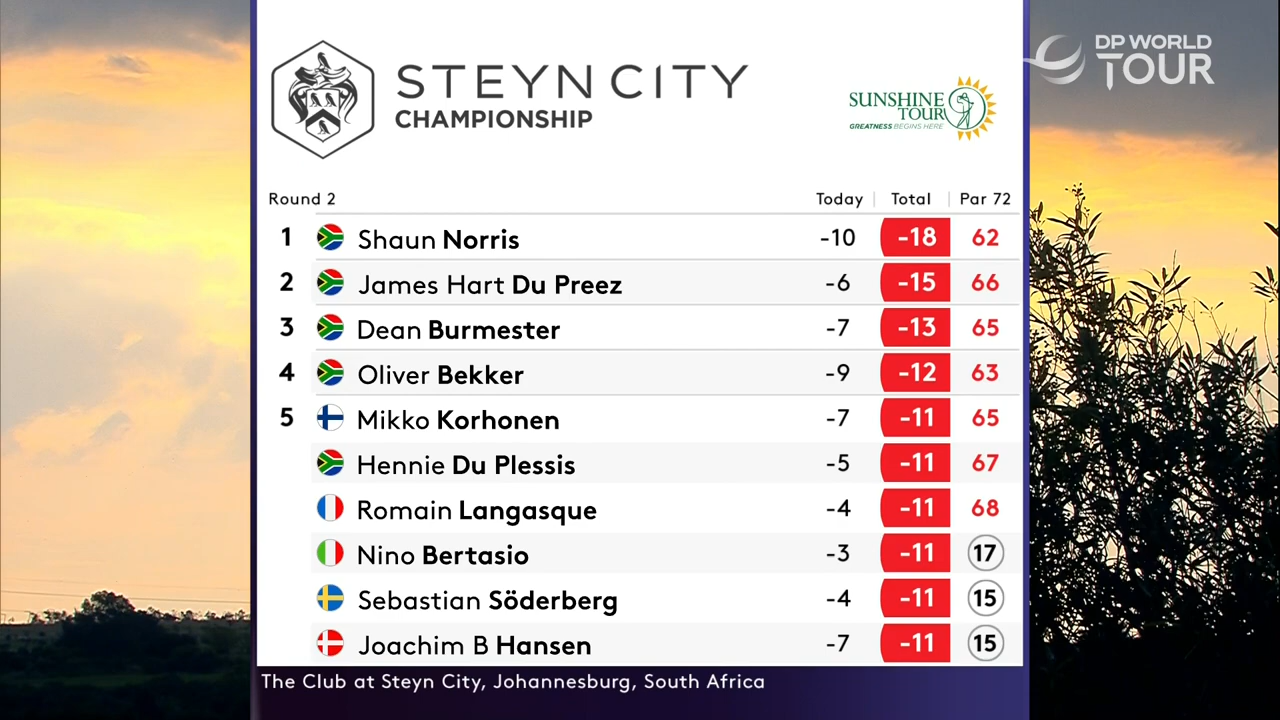 STEYN CITY
CHAMPIONSHIP
SUNSHINE
TOUR
GREATNESS BEGINS HERE
DP WORLD
TOUR
Round 2 Today Total Par 72
1 Shaun Norris -10 -18 62
2 James Hart Du Preez -6 -15 66
3 Dean Burmester -7 -13 65
4 Oliver Bekker -9 -12 63
5 Mikko Korhonen -7 -11 65
Hennie Du Plessis -5 -11 67
Romain Langasque -4 -11 68
Nino Bertasio -3 -11 17
Sebastian Söderberg -4 -11 15
Joachim B Hansen -7 -11 15
The Club at Steyn City, Johannesburg, South Africa